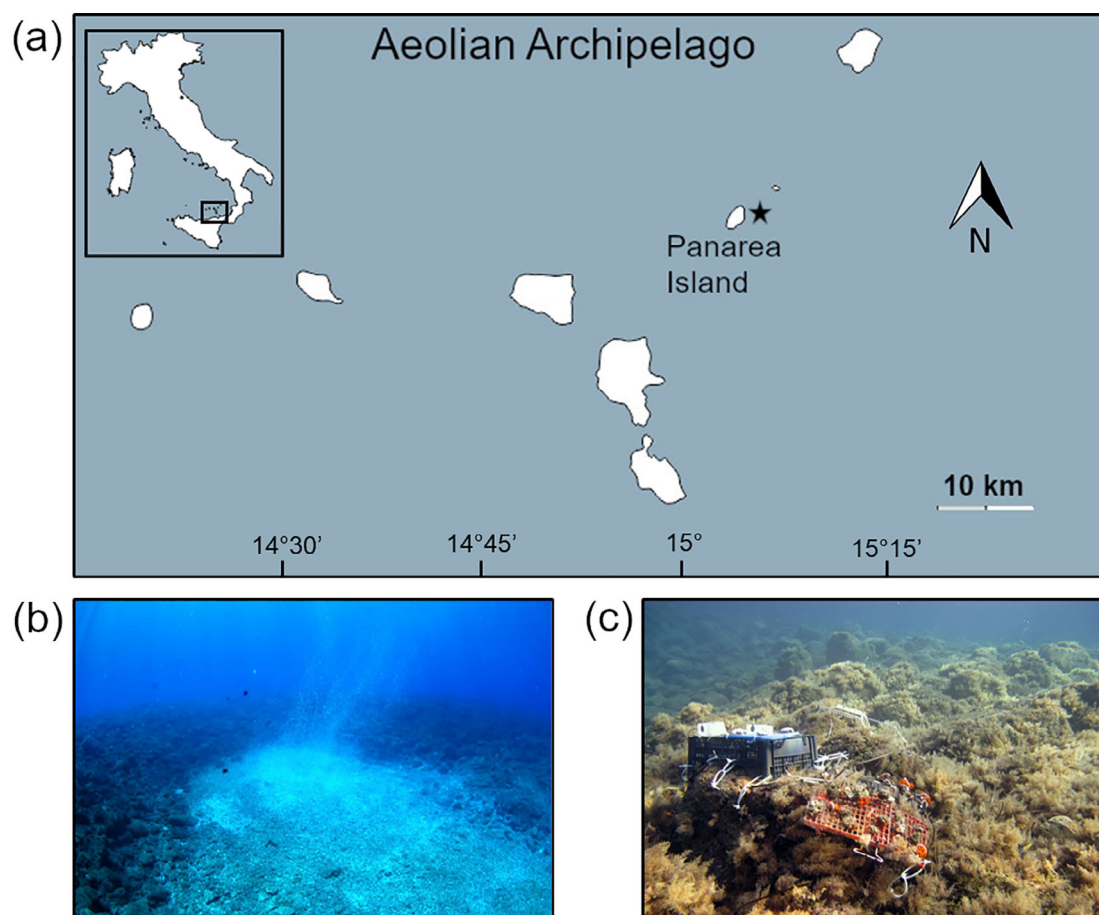 (a)
Aeolian Archipelago
Panarea
Island
N
10 km
14°30’
14°45’
15°
15°15’
(b)
(c)